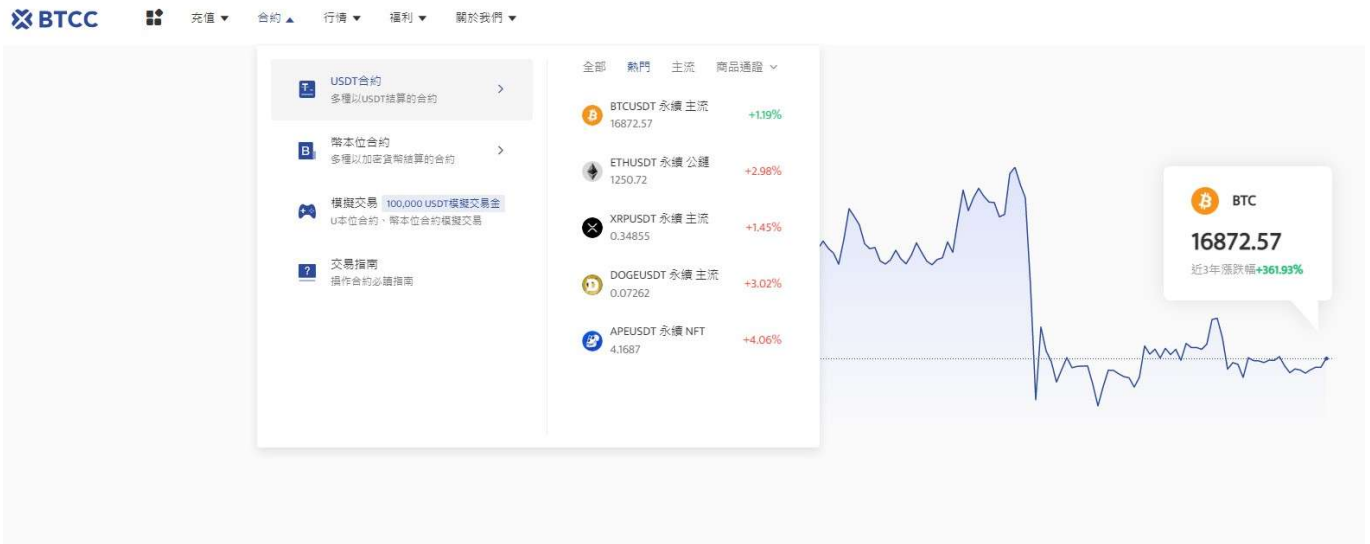 BTCC
充值 ▼
合約 ▲
行情 ▼
福利 ▼
關於我們 ▼
USDT合約
多種以USDT結算的合約
幣本位合約
多種以加密貨幣結算的合約
模擬交易 100,000 USDT模擬交易金
U本位合約、幣本位合約模擬交易
交易指南
操作合約必讀指南
全部 熱門 主流 商品通證
BTCUSDT 永續 主流
16872.57
+1.19%
ETHUSDT 永續 公鏈
1250.72
+2.98%
XRPUSDT 永續 主流
0.34855
+1.45%
DOGEUSDT 永續 主流
0.07262
+3.02%
APEUSDT 永續 NFT
4.1687
+4.06%
BTC
16872.57
近3年漲跌幅+361.93%